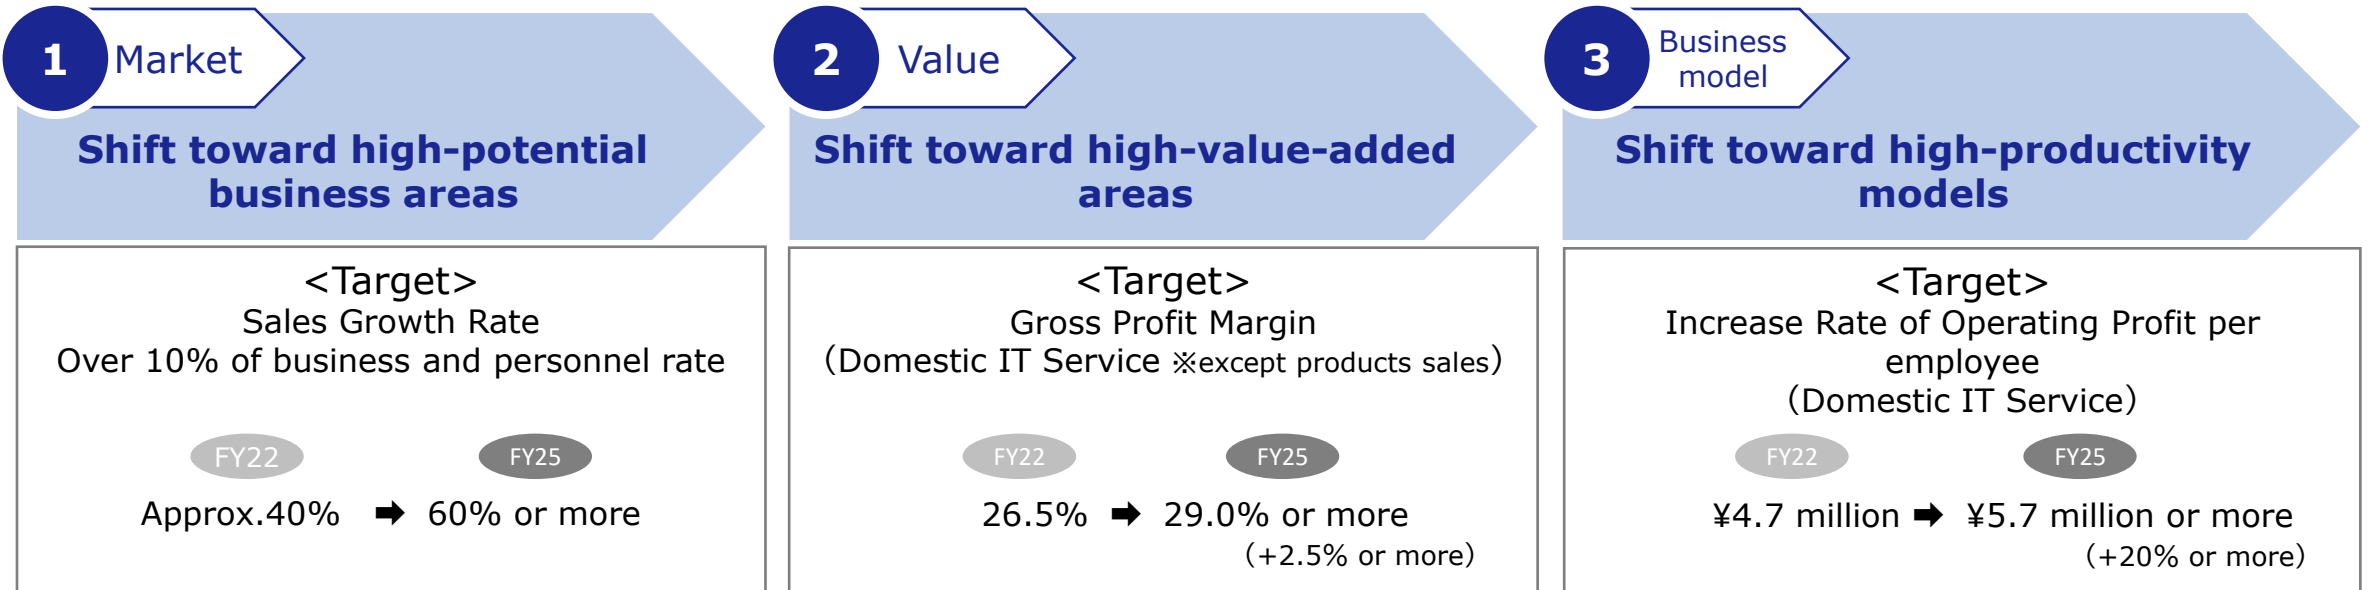 1 Market
Shift toward high-potential
business areas
<Target>
Sales Growth Rate
Over 10% of business and personnel rate
FY22 FY25
Approx.40% ➡ 60% or more
2 Value
Shift toward high-value-added
areas
<Target>
Gross Profit Margin
（Domestic IT Service ※except products sales）
FY22 FY25
26.5% ➡ 29.0% or more
（+2.5% or more）
3 Business
model
Shift toward high-productivity
models
<Target>
Increase Rate of Operating Profit per
employee
（Domestic IT Service）
FY22 FY25
¥4.7 million ➡ ¥5.7 million or more
（+20% or more）